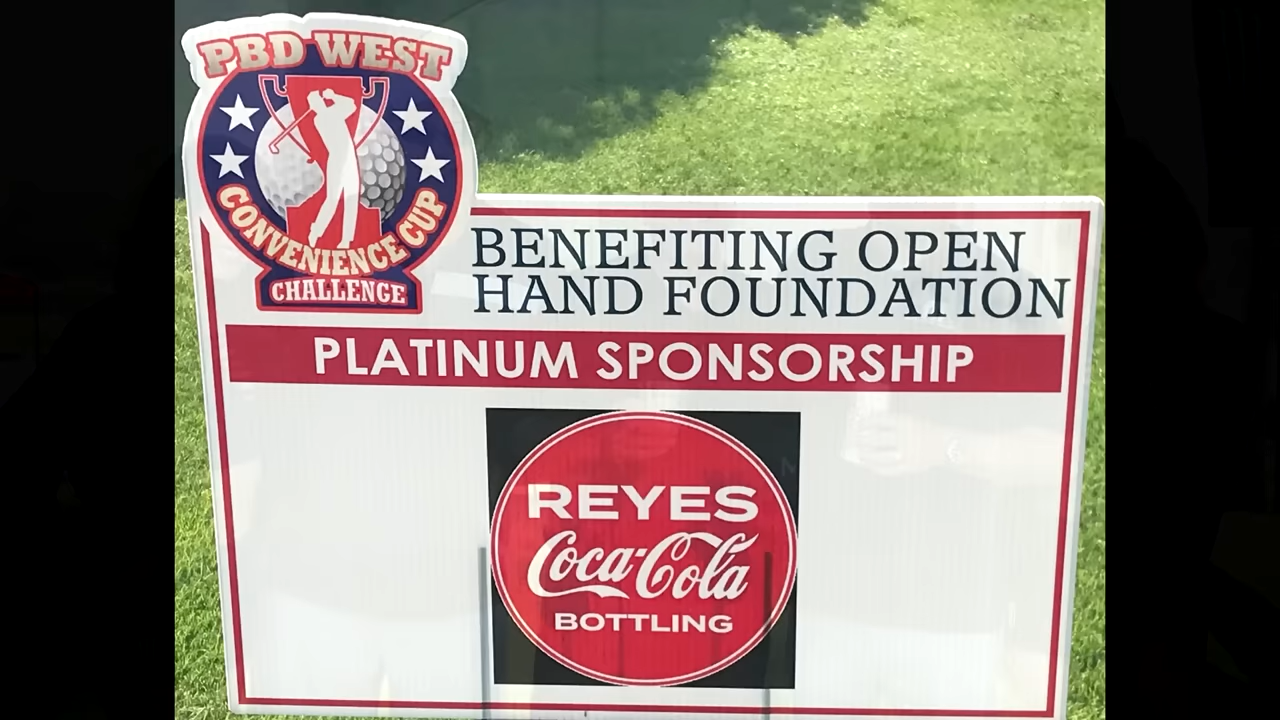 PBD WEST
CONVENIENCE CUP
CHALLENGE
BENEFITING OPEN
HAND FOUNDATION
PLATINUM SPONSORSHIP
REYES
Coca-Cola
BOTTLING